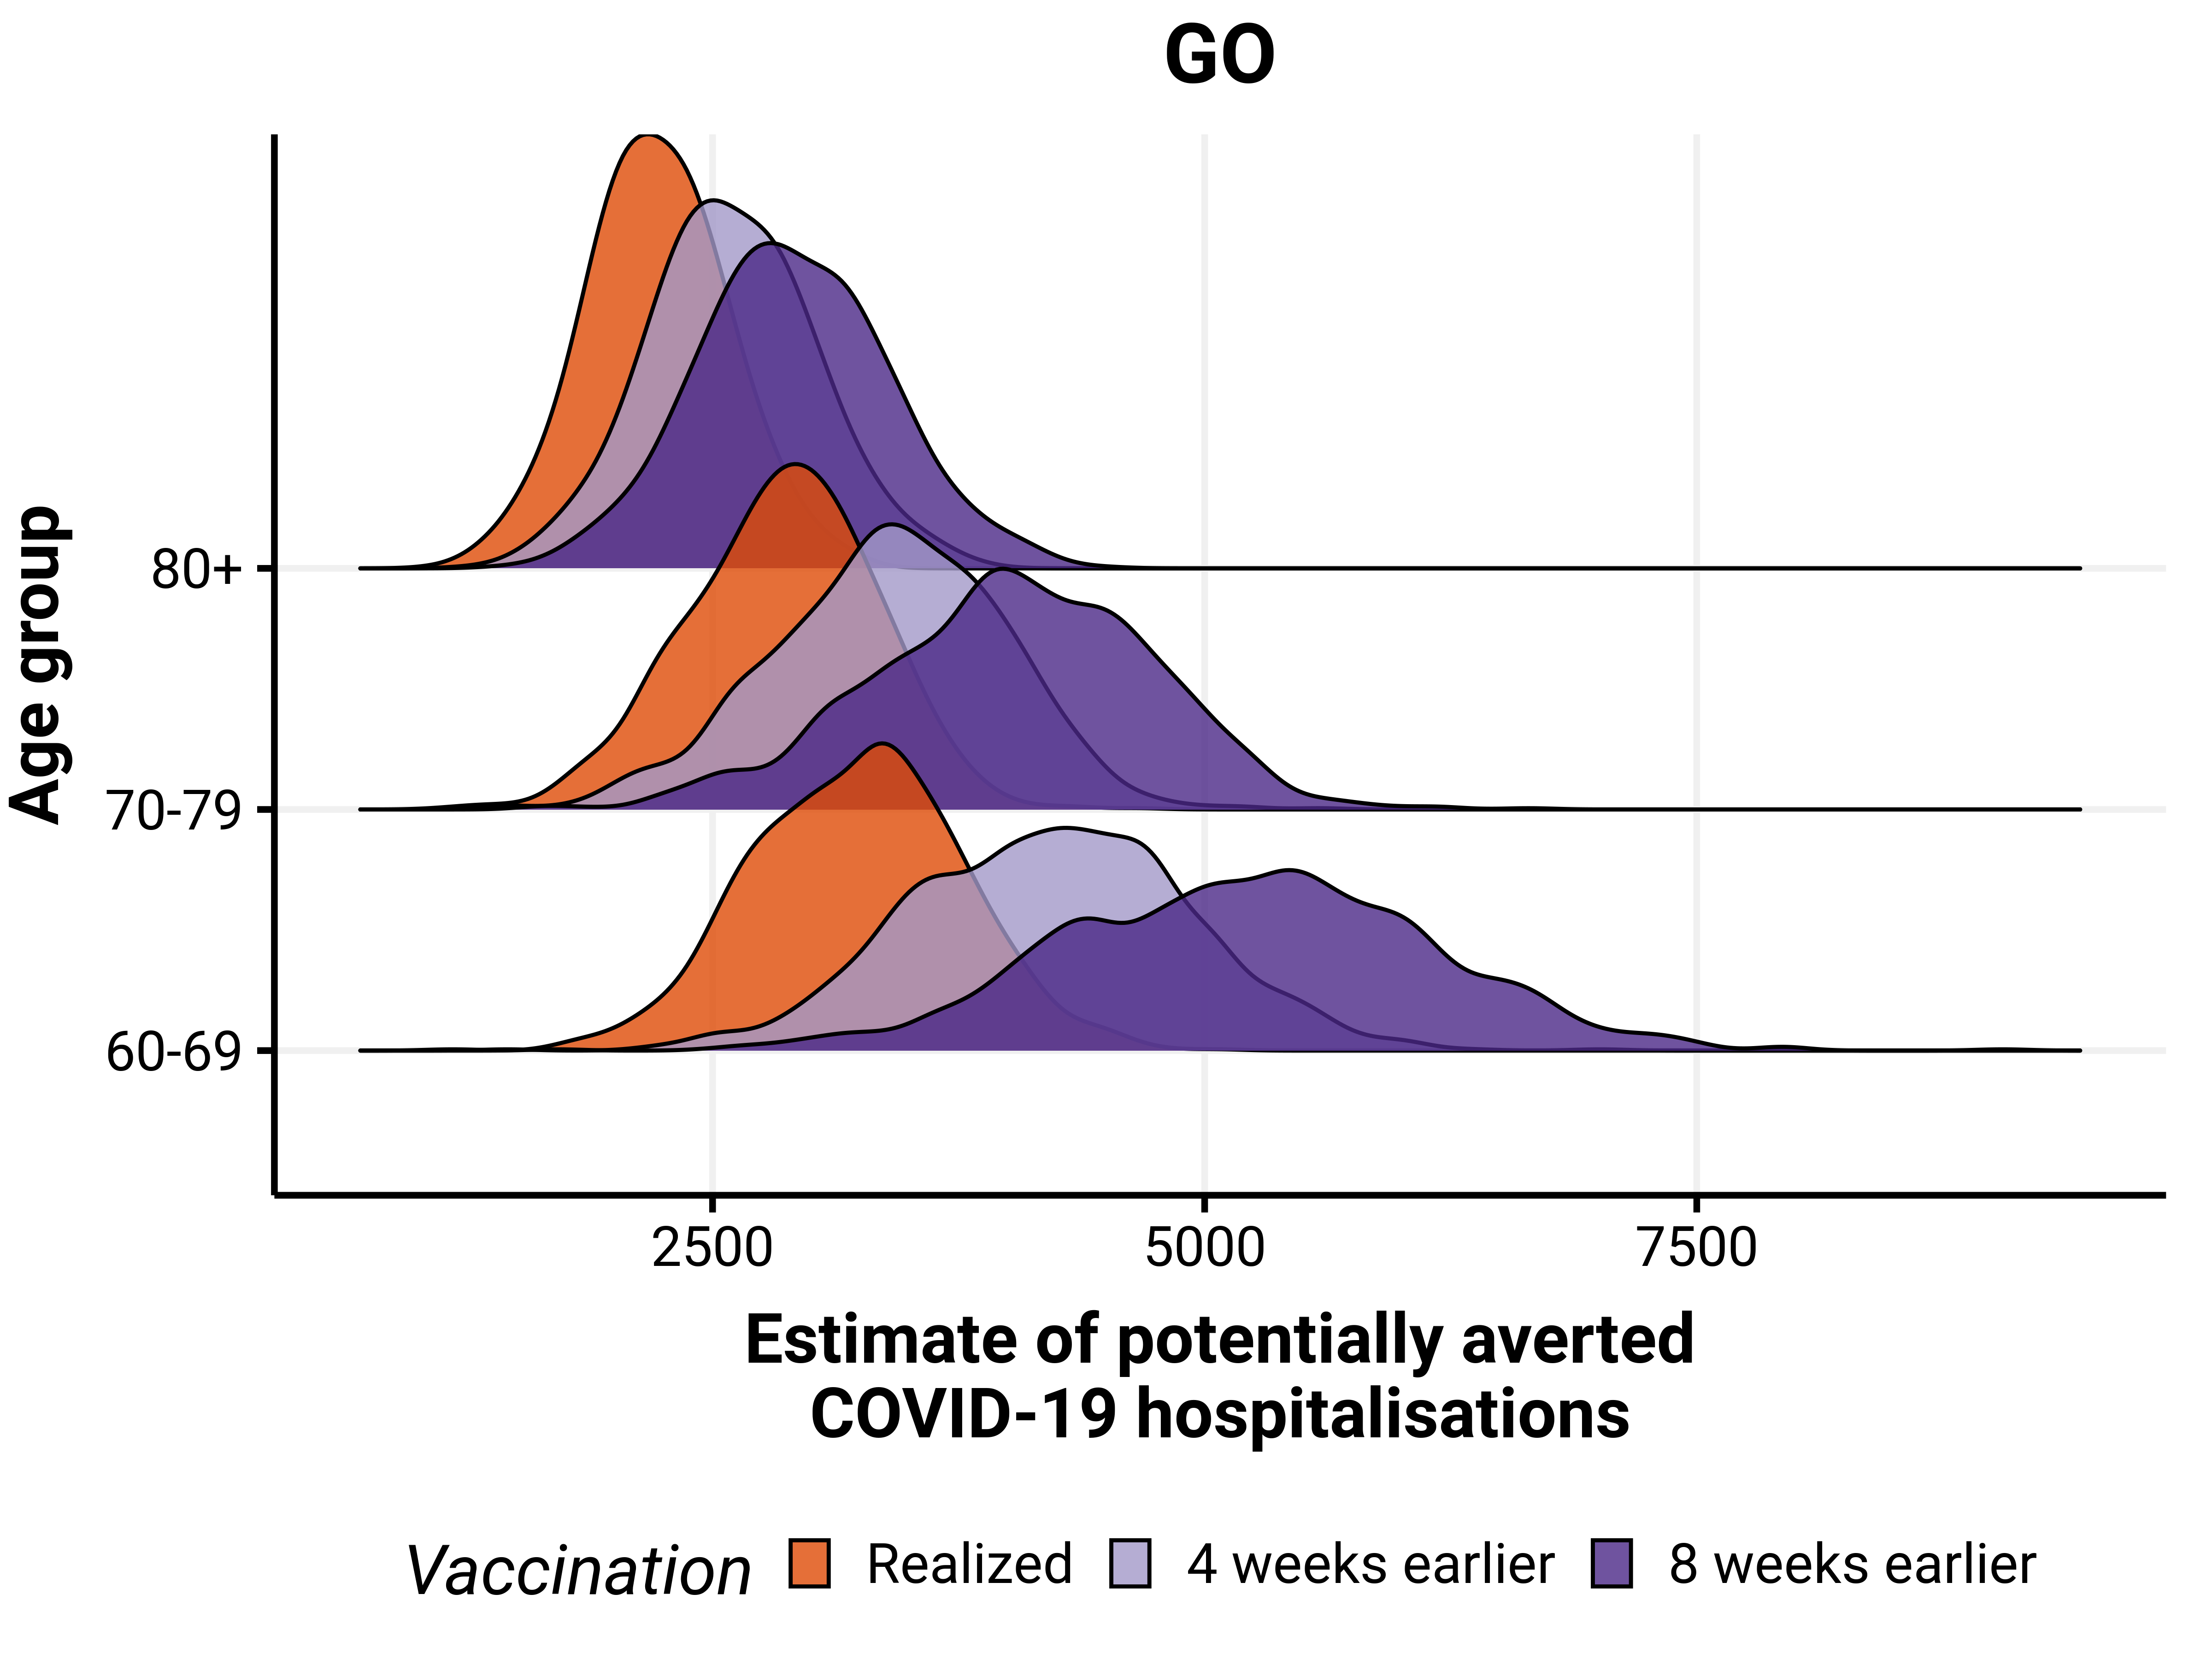 GO
Age group
80+
70-79
60-69
2500 5000 7500
Estimate of potentially averted
COVID-19 hospitalisations
Vaccination Realized 4 weeks earlier 8 weeks earlier